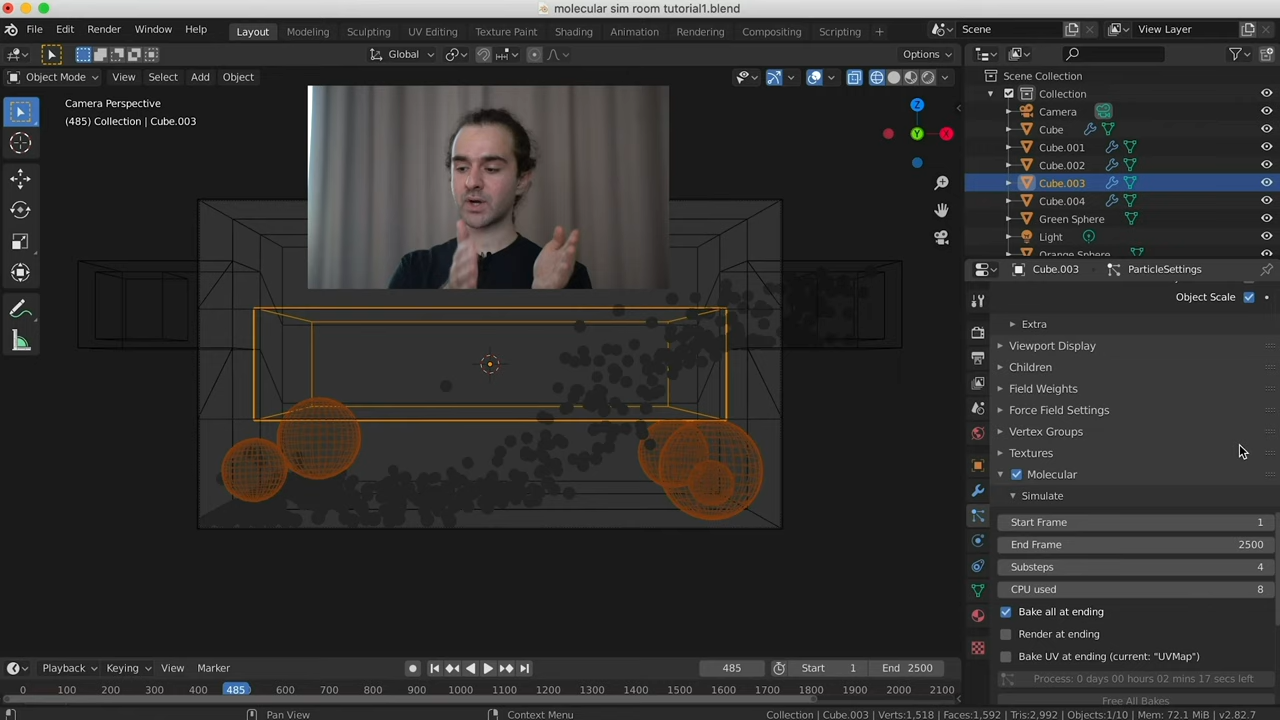 molecular sim room tutorial1.blend
File Edit Render Window Help Layout Modeling Sculpting UV Editing Texture Paint Shading Animation Rendering Compositing Scripting + Scene View Layer
Global Options
Object Mode View Select Add Object
Camera Perspective
(485) Collection | Cube.003
Z
Y
X
Scene Collection
Collection
Camera
Cube
Cube.001
Cube.002
Cube.003
Cube.004
Green Sphere
Light
Orange Sphere
Cube.003 ParticleSettings
Object Scale
Extra
Viewport Display
Children
Field Weights
Force Field Settings
Vertex Groups
Textures
Molecular
Simulate
Start Frame 1
End Frame 2500
Substeps 4
CPU used 8
Bake all at ending
Render at ending
Bake UV at ending (current: "UVMap")
Process: 0 days 00 hours 02 mins 17 secs left
Free All Bakes
Playback Keying View Marker 485 Start 1 End 2500
0 100 200 300 400 485 600 700 800 900 1000 1100 1200 1300 1400 1500 1600 1700 1800 1900 2000 2100
Pan View Context Menu Collection | Cube.003 | Verts:1,518 | Faces:1,592 | Tris:2,992 | Objects:1/10 | Mem: 72.1 MiB | v2.82.7